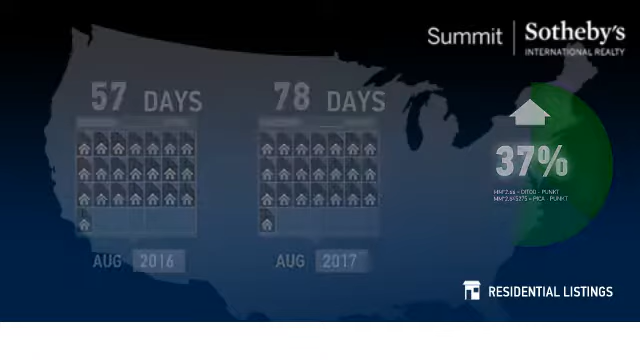 Summit | Sotheby's
INTERNATIONAL REALTY
57 DAYS
78 DAYS
37%
AUG 2016
AUG 2017
RESIDENTIAL LISTINGS